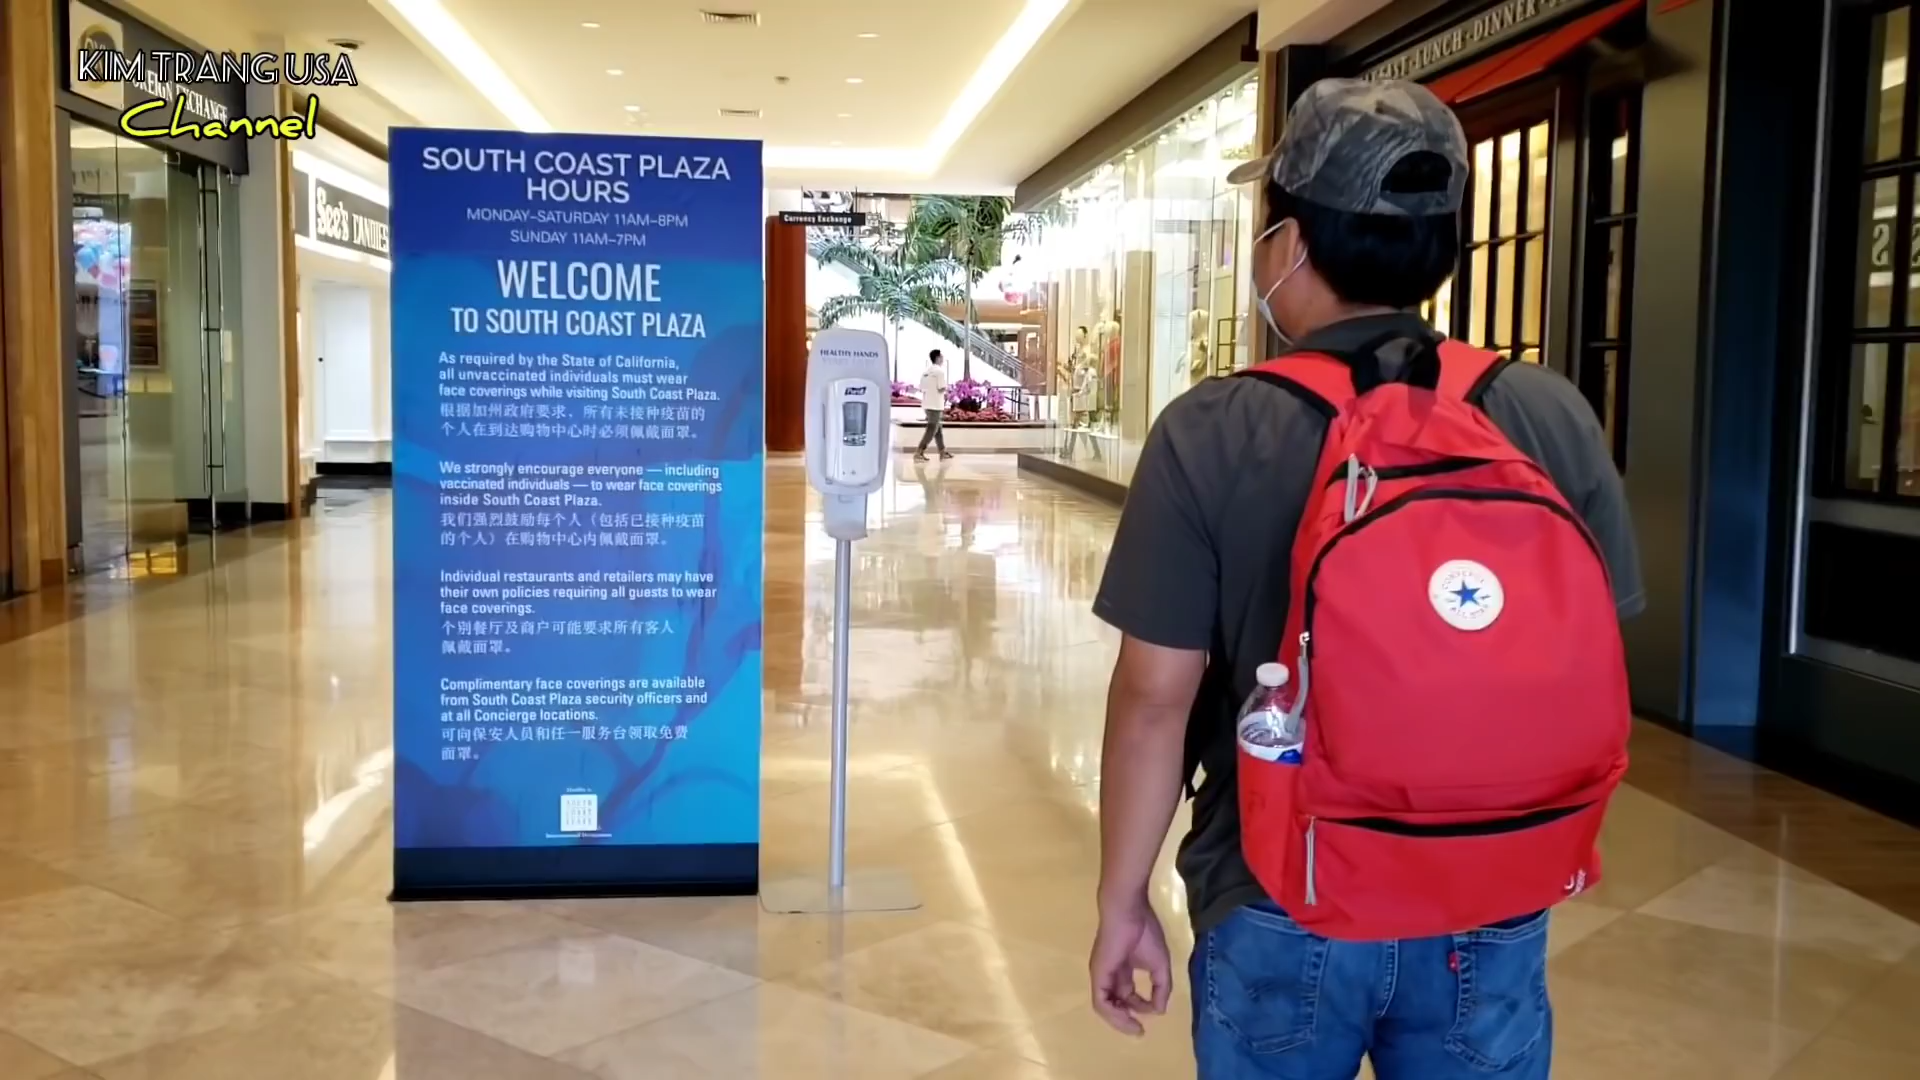 KIM TRANG USA
Channel
EXCHANGE
See's CANDIES
SOUTH COAST PLAZA
HOURS
MONDAY–SATURDAY 11AM–8PM
SUNDAY 11AM–7PM
WELCOME
TO SOUTH COAST PLAZA
As required by the State of California,
all unvaccinated individuals must wear
face coverings while visiting South Coast Plaza.
根据加州政府要求，所有未接种疫苗的
个人在到达购物中心时必须佩戴面罩。
We strongly encourage everyone — including
vaccinated individuals — to wear face coverings
inside South Coast Plaza.
我们强烈鼓励每个人（包括已接种疫苗
的个人）在购物中心内佩戴面罩。
Individual restaurants and retailers may have
their own policies requiring all guests to wear
face coverings.
个别餐厅及商户可能要求所有客人
佩戴面罩。
Complimentary face coverings are available
from South Coast Plaza security officers and
at all Concierge locations.
可向保安人员和任一服务台领取免费
面罩。
SOUTH
COAST
PLAZA
Currency Exchange
HEALTHY HANDS
PURELL
LUNCH·DINNER·
CONVERSE
ALL STAR